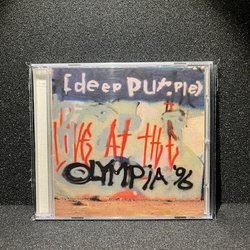 [deep PURPLE]
LiVE AT thE
OLYMPiA '96